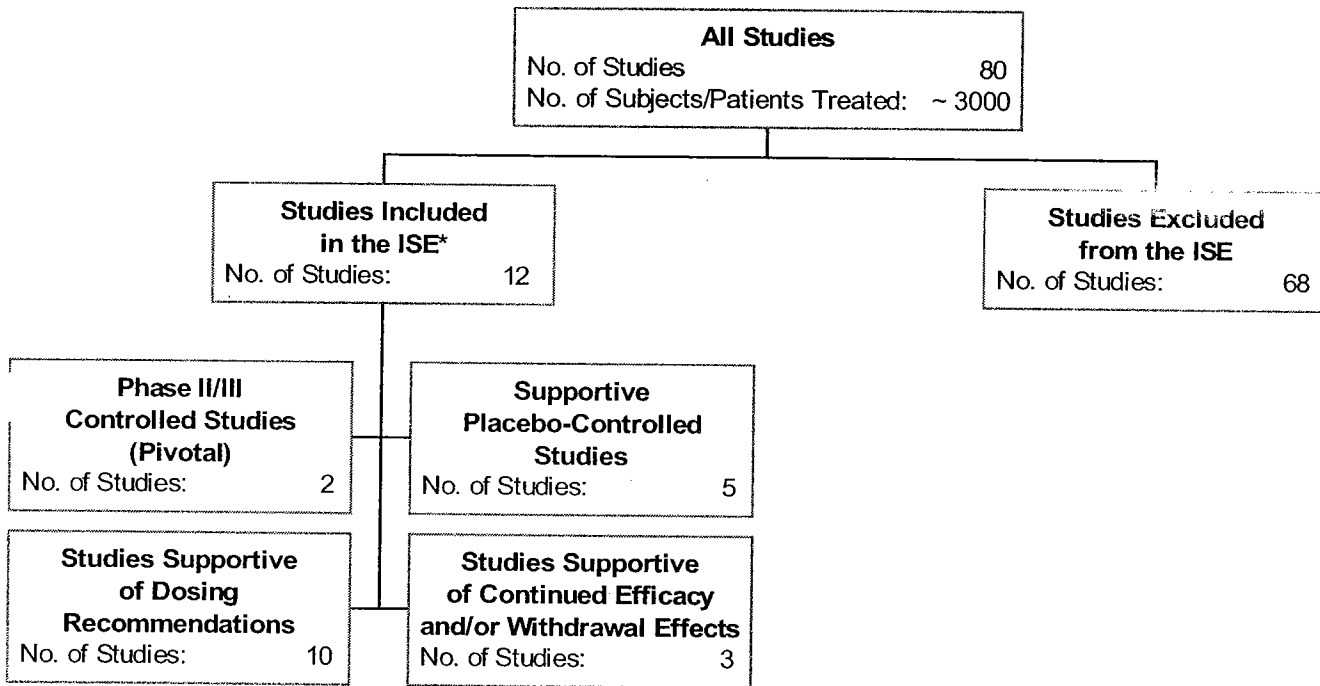 All Studies
No. of Studies 80
No. of Subjects/Patients Treated: ~ 3000
Studies Included
in the ISE*
No. of Studies: 12
Studies Excluded
from the ISE
No. of Studies: 68
Phase II/III
Controlled Studies
(Pivotal)
No. of Studies: 2
Supportive
Placebo-Controlled
Studies
No. of Studies: 5
Studies Supportive
of Dosing
Recommendations
No. of Studies: 10
Studies Supportive
of Continued Efficacy
and/or Withdrawal Effects
No. of Studies: 3